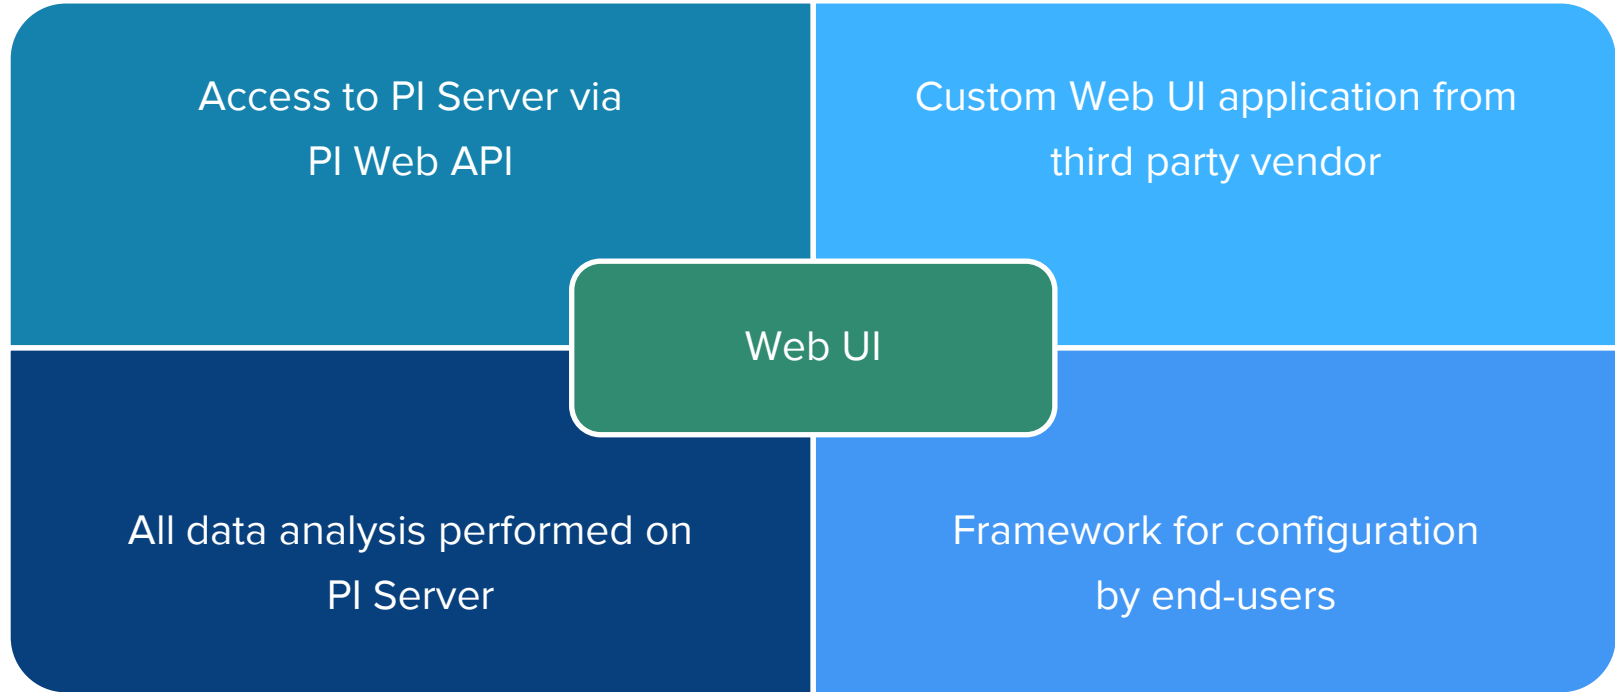 Access to PI Server via
PI Web API
Custom Web UI application from
third party vendor
Web UI
All data analysis performed on
PI Server
Framework for configuration
by end-users